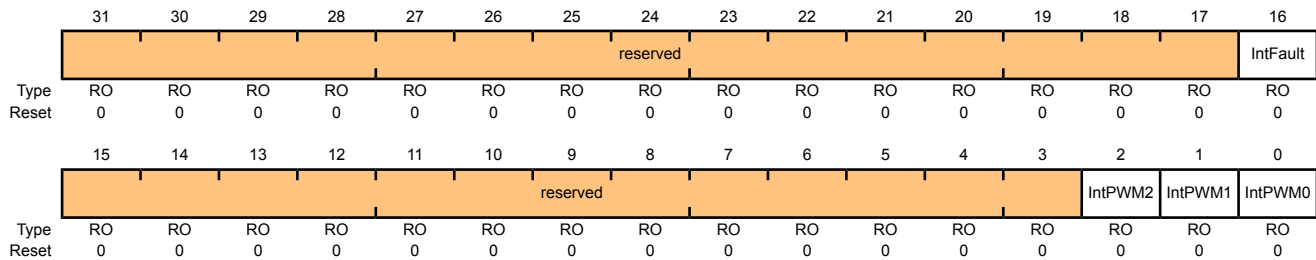 31 30 29 28 27 26 25 24 23 22 21 20 19 18 17 16
reserved IntFault
Type RO RO RO RO RO RO RO RO RO RO RO RO RO RO RO RO
Reset 0 0 0 0 0 0 0 0 0 0 0 0 0 0 0 0
15 14 13 12 11 10 9 8 7 6 5 4 3 2 1 0
reserved IntPWM2 IntPWM1 IntPWM0
Type RO RO RO RO RO RO RO RO RO RO RO RO RO RO RO RO
Reset 0 0 0 0 0 0 0 0 0 0 0 0 0 0 0 0